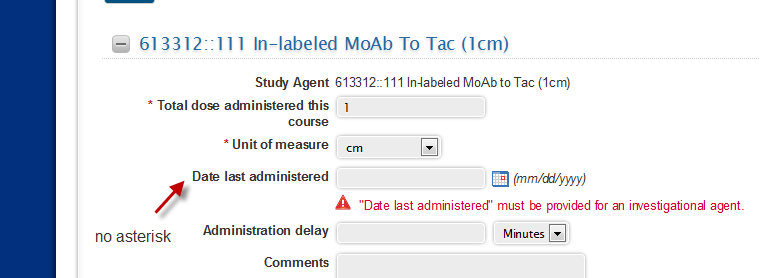 613312::111 In-labeled MoAb To Tac (1cm)
Study Agent 613312::111 In-labeled MoAb to Tac (1cm)
* Total dose administered this course 1
* Unit of measure cm
Date last administered (mm/dd/yyyy)
"Date last administered" must be provided for an investigational agent.
no asterisk
Administration delay Minutes
Comments